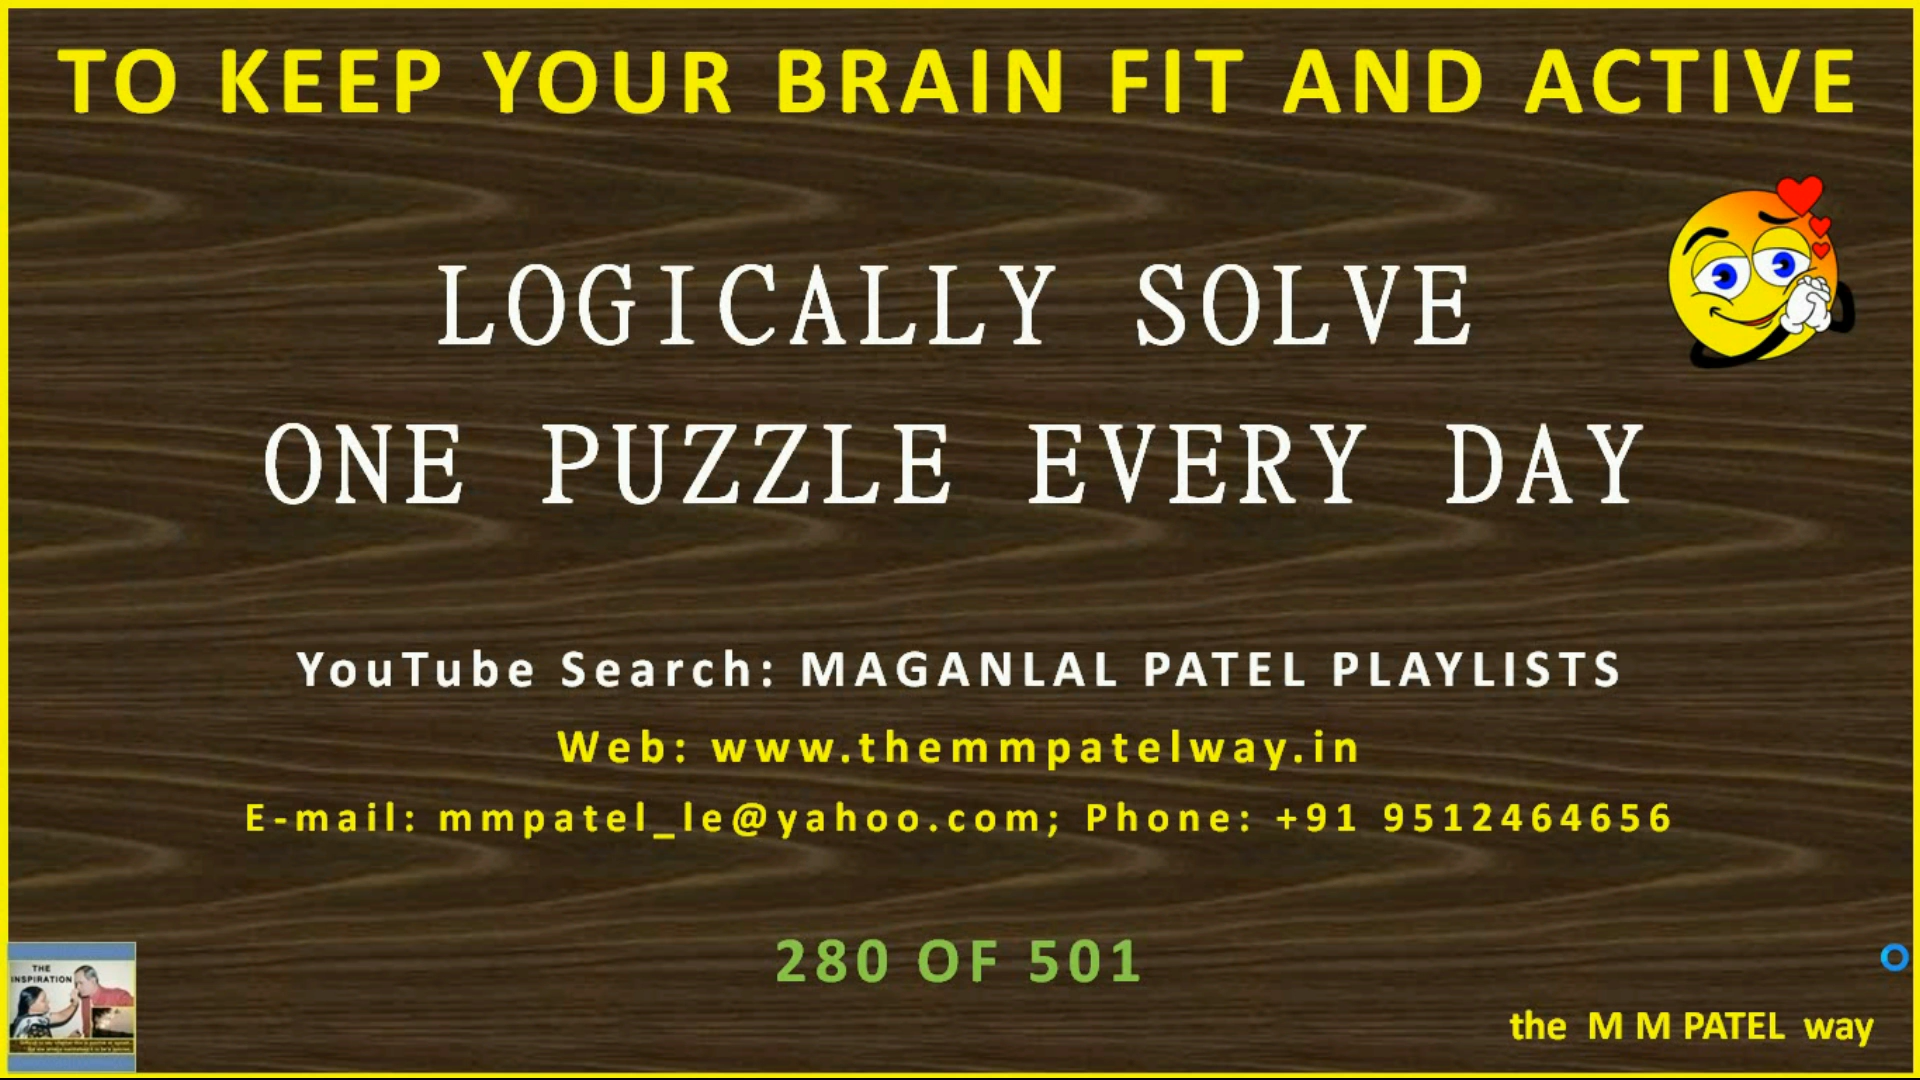 TO KEEP YOUR BRAIN FIT AND ACTIVE
LOGICALLY SOLVE
ONE PUZZLE EVERY DAY
YouTube Search: MAGANLAL PATEL PLAYLISTS
Web: www.themmpatelway.in
E-mail: mmpatel_le@yahoo.com; Phone: +91 9512464656
280 OF 501
THE
INSPIRATION
the M M PATEL way